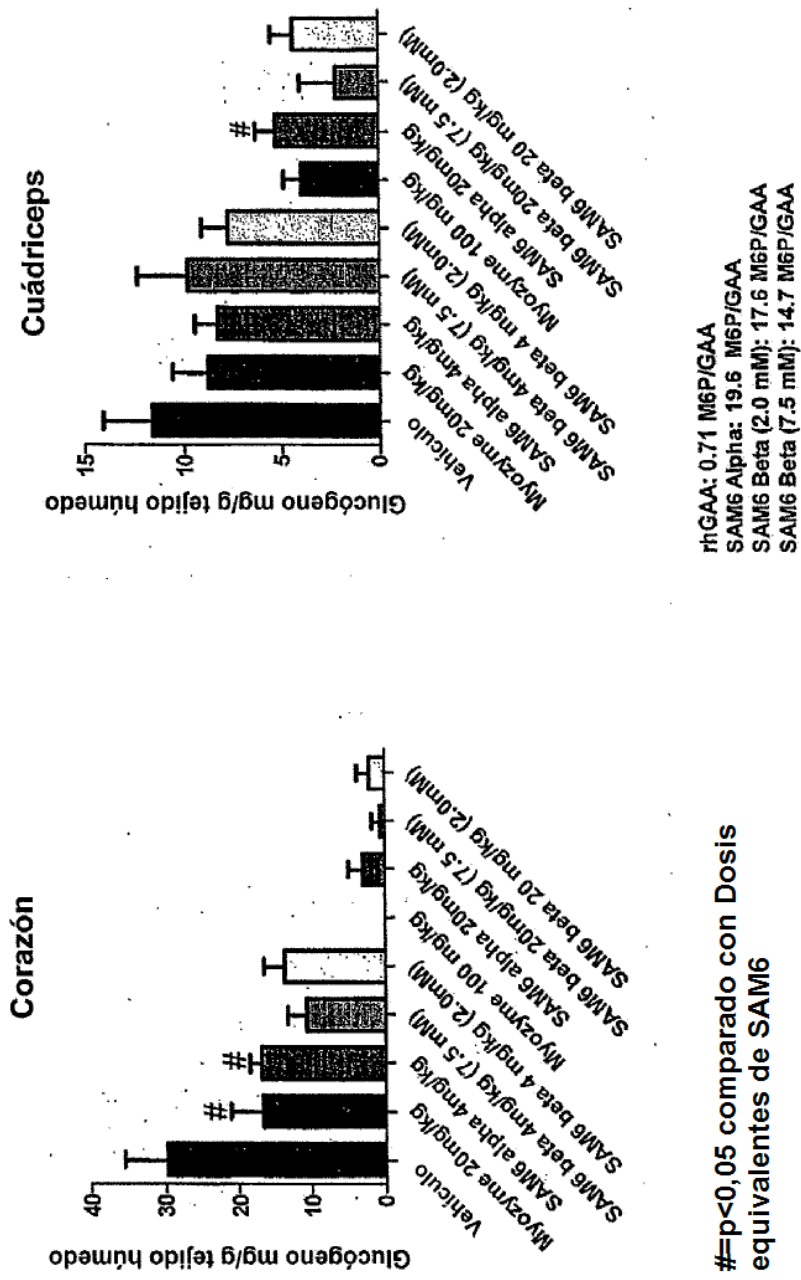 Corazón
Glucógeno mg/g tejido húmedo
40
30
20
10
0
#
#
Vehículo
Myozyme 20mg/kg
SAM6 alpha 4mg/kg
SAM6 beta 4mg/kg (7.5 mM)
SAM6 beta 4 mg/kg (2.0mM)
Myozyme 100 mg/kg
SAM6 alpha 20mg/kg
SAM6 beta 20mg/kg (7.5 mM)
SAM6 beta 20 mg/kg (2.0mM)
#=p<0,05 comparado con Dosis
equivalentes de SAM6
Cuádriceps
Glucógeno mg/g tejido húmedo
15
10
5
0
#
Vehículo
Myozyme 20mg/kg
SAM6 alpha 4mg/kg
SAM6 beta 4mg/kg (7.5 mM)
SAM6 beta 4 mg/kg (2.0mM)
Myozyme 100 mg/kg
SAM6 alpha 20mg/kg
SAM6 beta 20mg/kg (7.5 mM)
SAM6 beta 20 mg/kg (2.0mM)
rhGAA: 0.71 M6P/GAA
SAM6 Alpha: 19.6 M6P/GAA
SAM6 Beta (2.0 mM): 17.6 M6P/GAA
SAM6 Beta (7.5 mM): 14.7 M6P/GAA